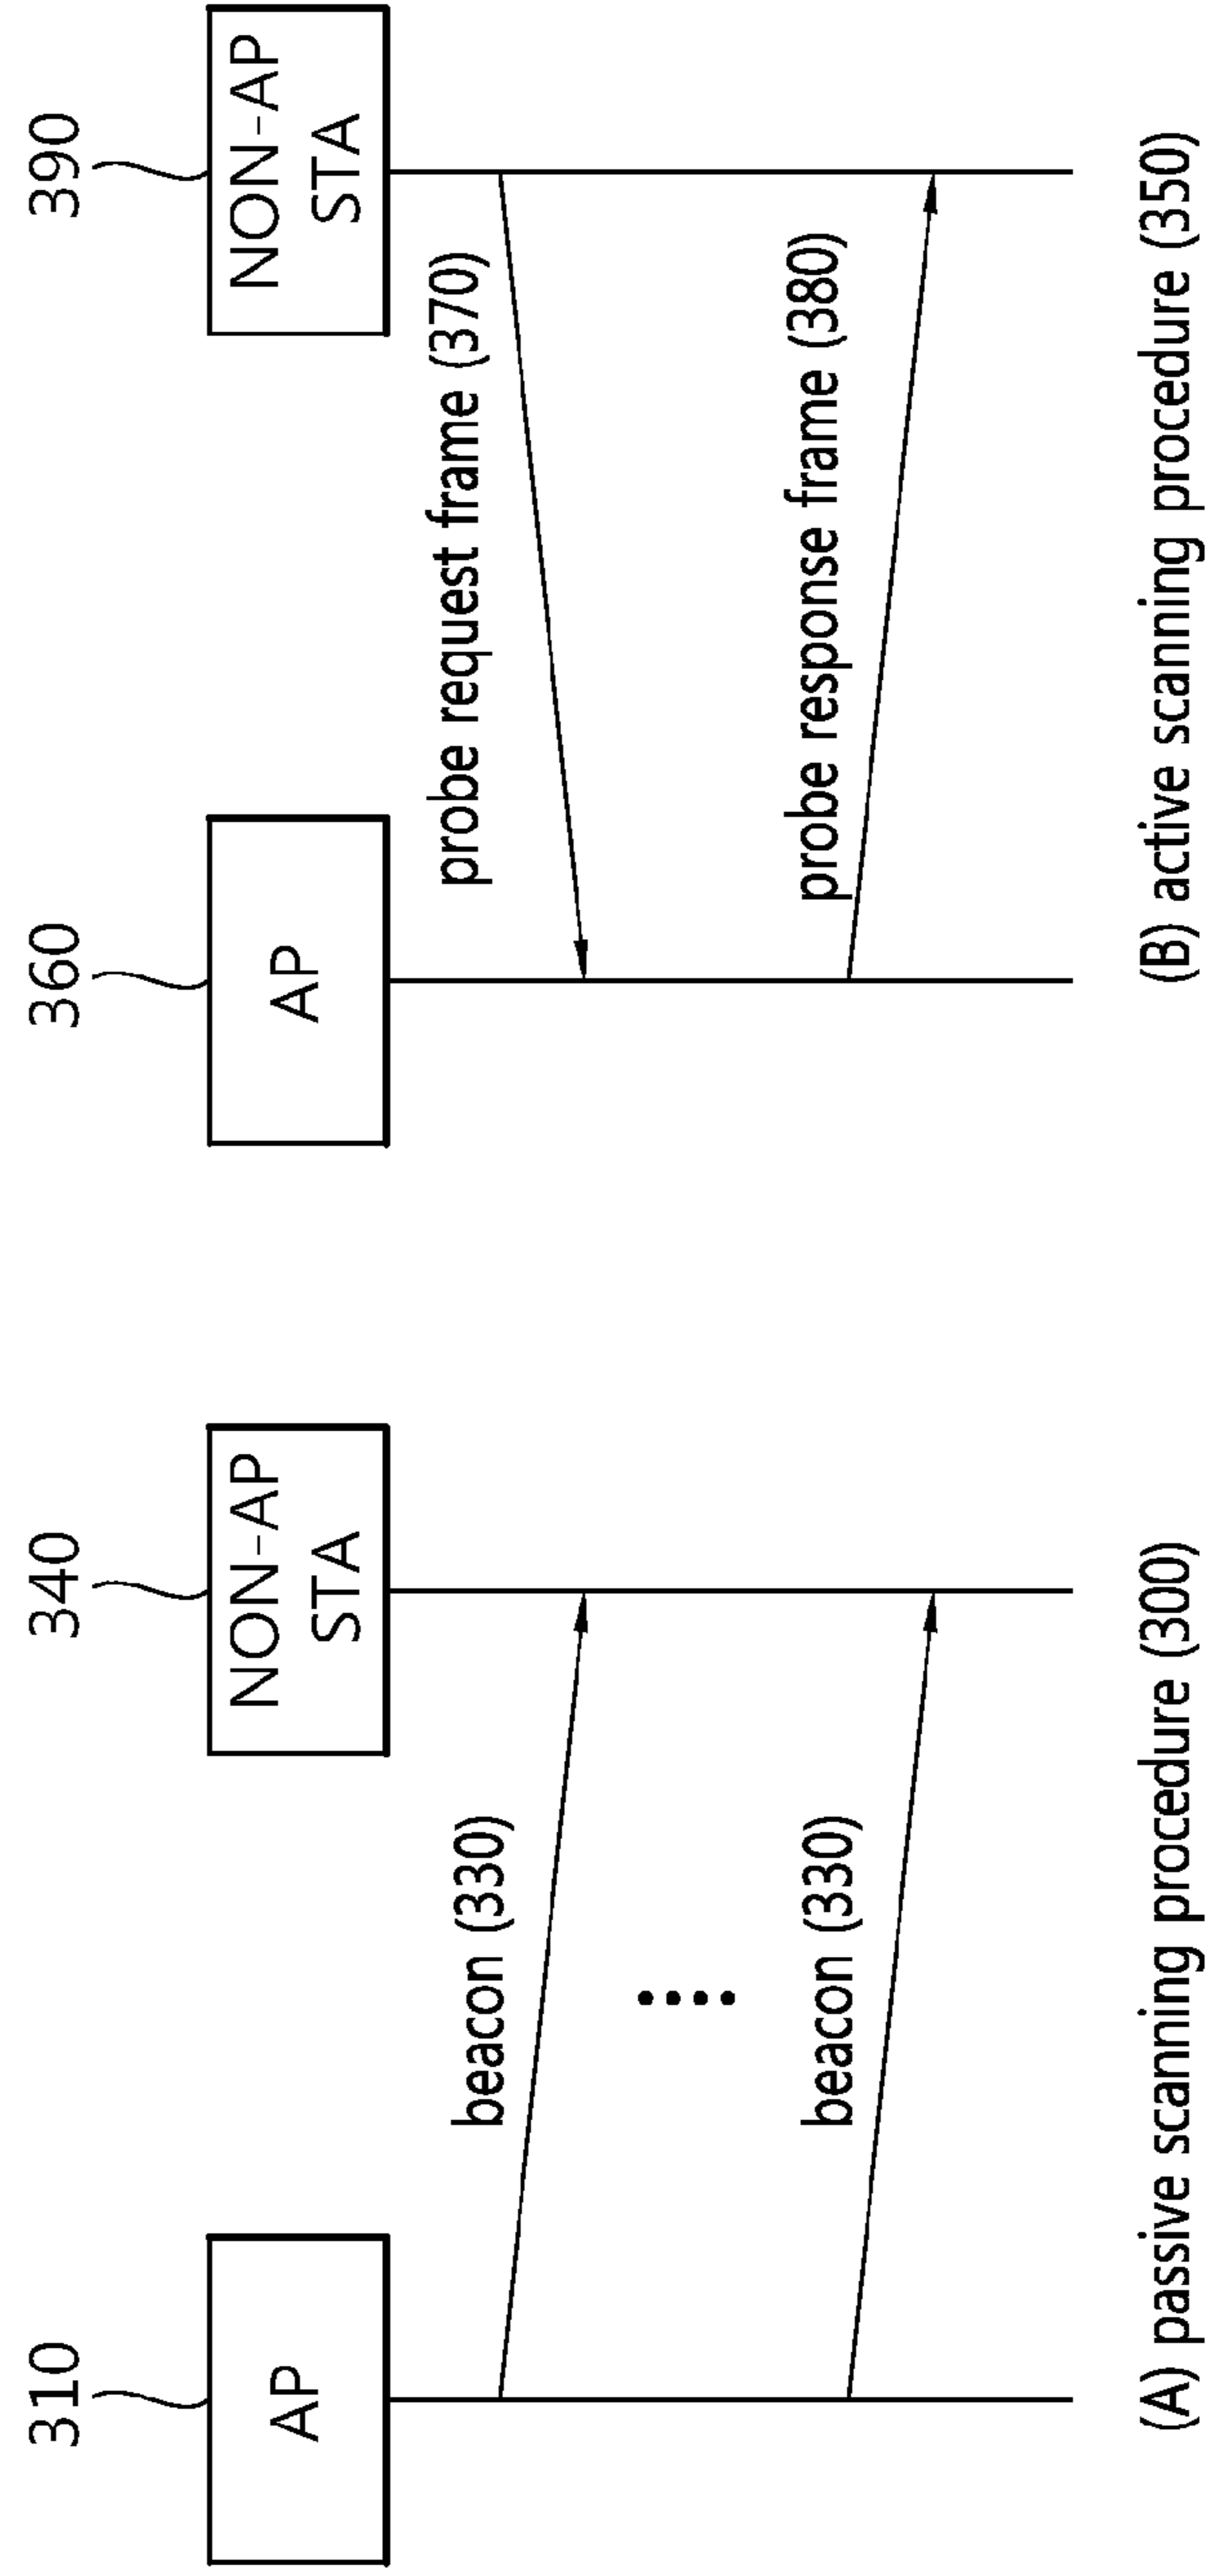 310
340
AP
NON-AP
STA
beacon (330)
beacon (330)
(A) passive scanning procedure (300)
360
390
AP
NON-AP
STA
probe request frame (370)
probe response frame (380)
(B) active scanning procedure (350)